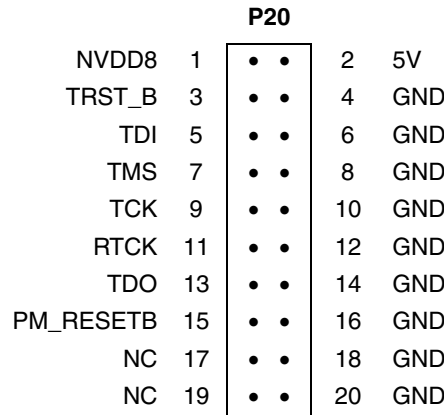 P20
NVDD8 1 2 5V
TRST_B 3 4 GND
TDI 5 6 GND
TMS 7 8 GND
TCK 9 10 GND
RTCK 11 12 GND
TDO 13 14 GND
PM_RESETB 15 16 GND
NC 17 18 GND
NC 19 20 GND